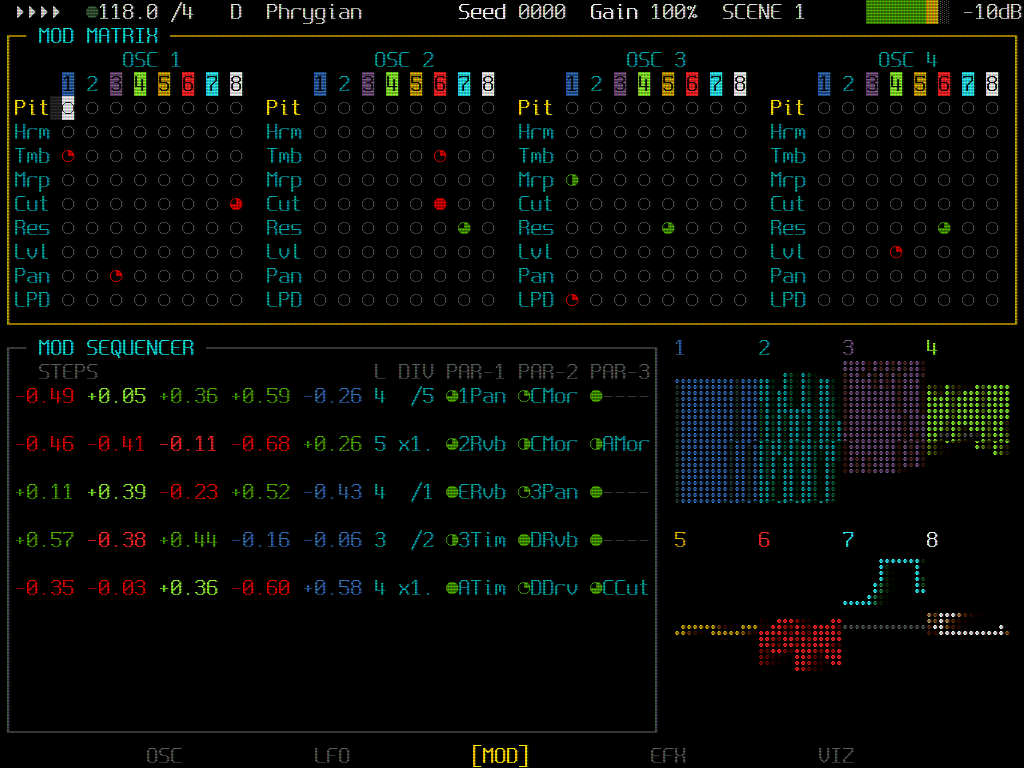 118.0 /4 D Phrygian Seed 0000 Gain 100% SCENE 1 -10dB
MOD MATRIX
OSC 1 OSC 2 OSC 3 OSC 4
1 2 3 4 5 6 7 8 1 2 3 4 5 6 7 8 1 2 3 4 5 6 7 8 1 2 3 4 5 6 7 8
Pit Pit Pit Pit
Hrm Hrm Hrm Hrm
Tmb Tmb Tmb Tmb
Mrp Mrp Mrp Mrp
Cut Cut Cut Cut
Res Res Res Res
Lvl Lvl Lvl Lvl
Pan Pan Pan Pan
LPD LPD LPD LPD
MOD SEQUENCER 1 2 3 4
STEPS L DIV PAR-1 PAR-2 PAR-3
-0.49 +0.05 +0.36 +0.59 -0.26 4 /5 1Pan CMor ----
-0.46 -0.41 -0.11 -0.68 +0.26 5 x1. 2Rvb CMor AMor
+0.11 +0.39 -0.23 +0.52 -0.43 4 /1 ERvb 3Pan ----
+0.57 -0.38 +0.44 -0.16 -0.06 3 /2 3Tim DRvb ----
5 6 7 8
-0.35 -0.03 +0.36 -0.60 +0.58 4 x1. ATim DDrv CCut
OSC LFO [MOD] EFX VIZ